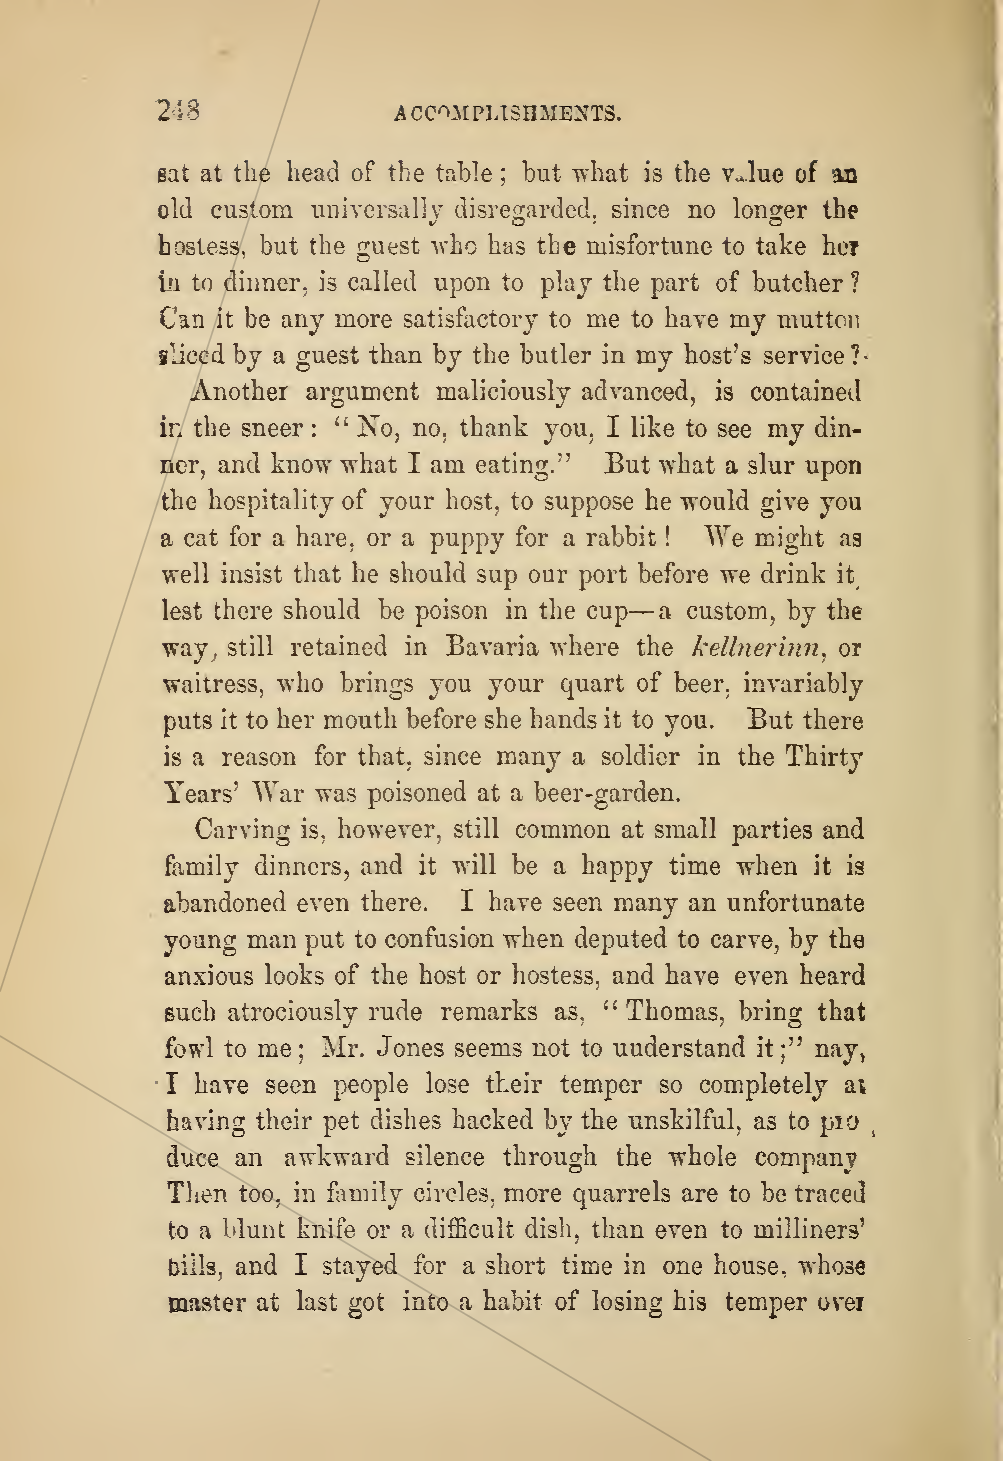 248 ACCOMPLISHMENTS.
sat at the head of the table; but what is the value of an
old custom universally disregarded, since no longer the
hostess, but the guest who has the misfortune to take her
in to dinner, is called upon to play the part of butcher?
Can it be any more satisfactory to me to have my mutton
sliced by a guest than by the butler in my host's service?
Another argument maliciously advanced, is contained
in the sneer: “No, no, thank you, I like to see my din-
ner, and know what I am eating.” But what a slur upon
the hospitality of your host, to suppose he would give you
a cat for a hare, or a puppy for a rabbit! We might as
well insist that he should sup our port before we drink it,
lest there should be poison in the cup—a custom, by the
way, still retained in Bavaria where the kellnerinn, or
waitress, who brings you your quart of beer, invariably
puts it to her mouth before she hands it to you. But there
is a reason for that, since many a soldier in the Thirty
Years' War was poisoned at a beer-garden.
Carving is, however, still common at small parties and
family dinners, and it will be a happy time when it is
abandoned even there. I have seen many an unfortunate
young man put to confusion when deputed to carve, by the
anxious looks of the host or hostess, and have even heard
such atrociously rude remarks as, “Thomas, bring that
fowl to me; Mr. Jones seems not to uuderstand it;” nay,
I have seen people lose their temper so completely at
having their pet dishes hacked by the unskilful, as to pro
duce an awkward silence through the whole company
Then too, in family circles, more quarrels are to be traced
to a blunt knife or a difficult dish, than even to milliners'
bills, and I stayed for a short time in one house, whose
master at last got into a habit of losing his temper over